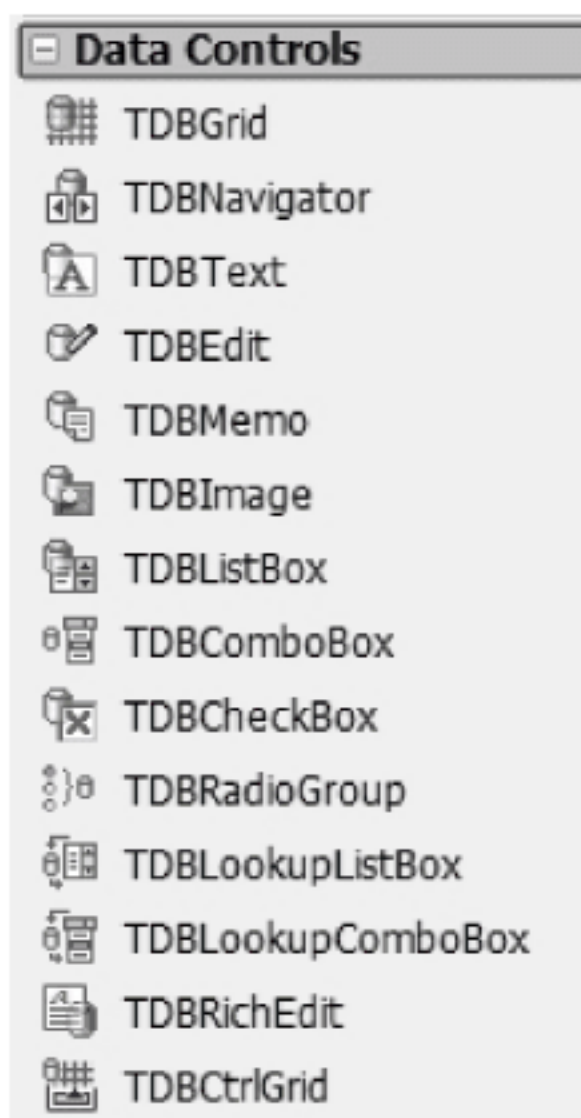 Data Controls
TDBGrid
TDBNavigator
TDBText
TDBEdit
TDBMemo
TDBImage
TDBListBox
TDBComboBox
TDBCheckBox
TDBRadioGroup
TDBLookupListBox
TDBLookupComboBox
TDBRichEdit
TDBCtrlGrid